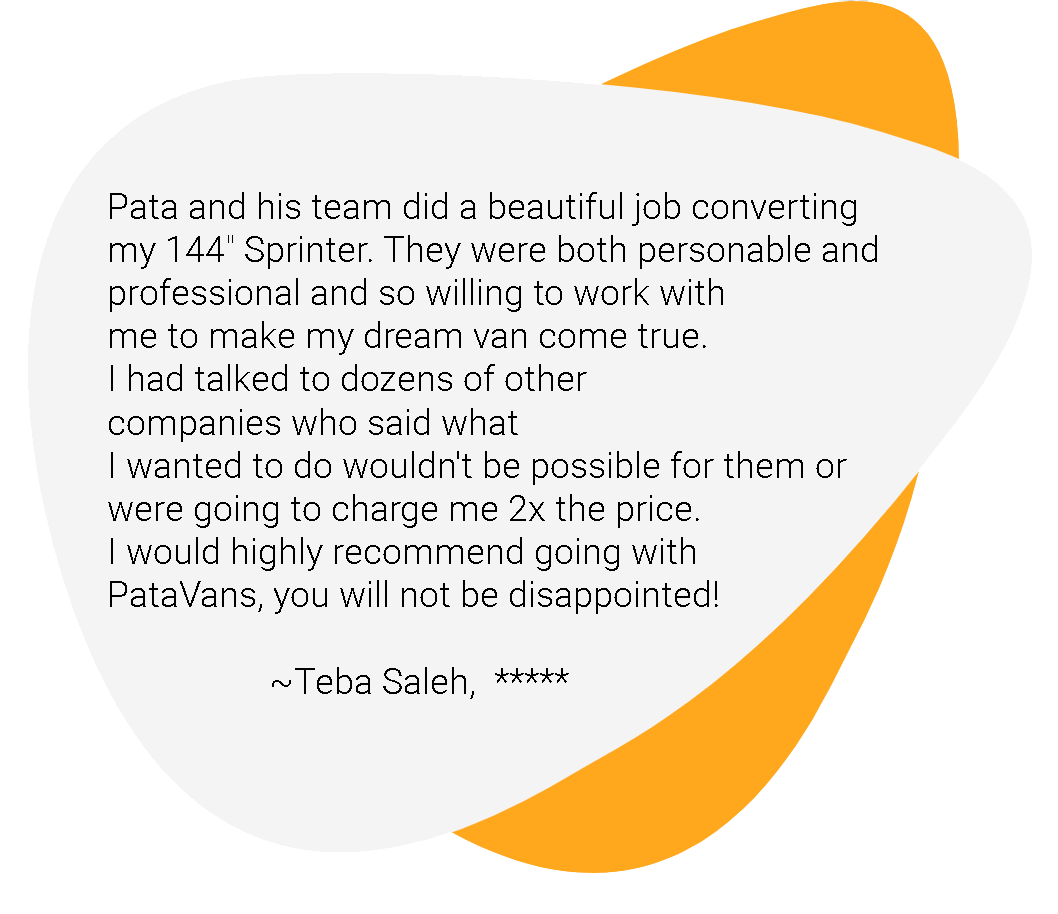 Pata and his team did a beautiful job converting
my 144" Sprinter. They were both personable and
professional and so willing to work with
me to make my dream van come true.
I had talked to dozens of other
companies who said what
I wanted to do wouldn't be possible for them or
were going to charge me 2x the price.
I would highly recommend going with
PataVans, you will not be disappointed!
~Teba Saleh, *****